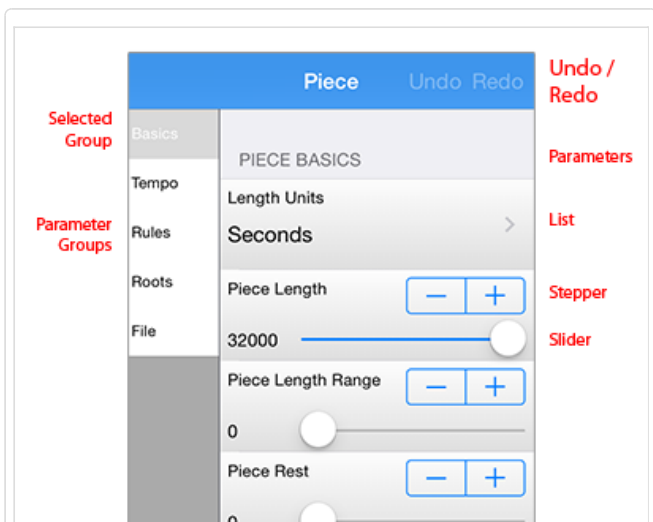 Piece Undo Redo
Undo /
Redo
Selected
Group
Basics
PIECE BASICS
Parameters
Tempo
Length Units
Parameter
Groups
Rules
Seconds
List
Roots
Piece Length
Stepper
File
32000
Slider
Piece Length Range
0
Piece Rest
0